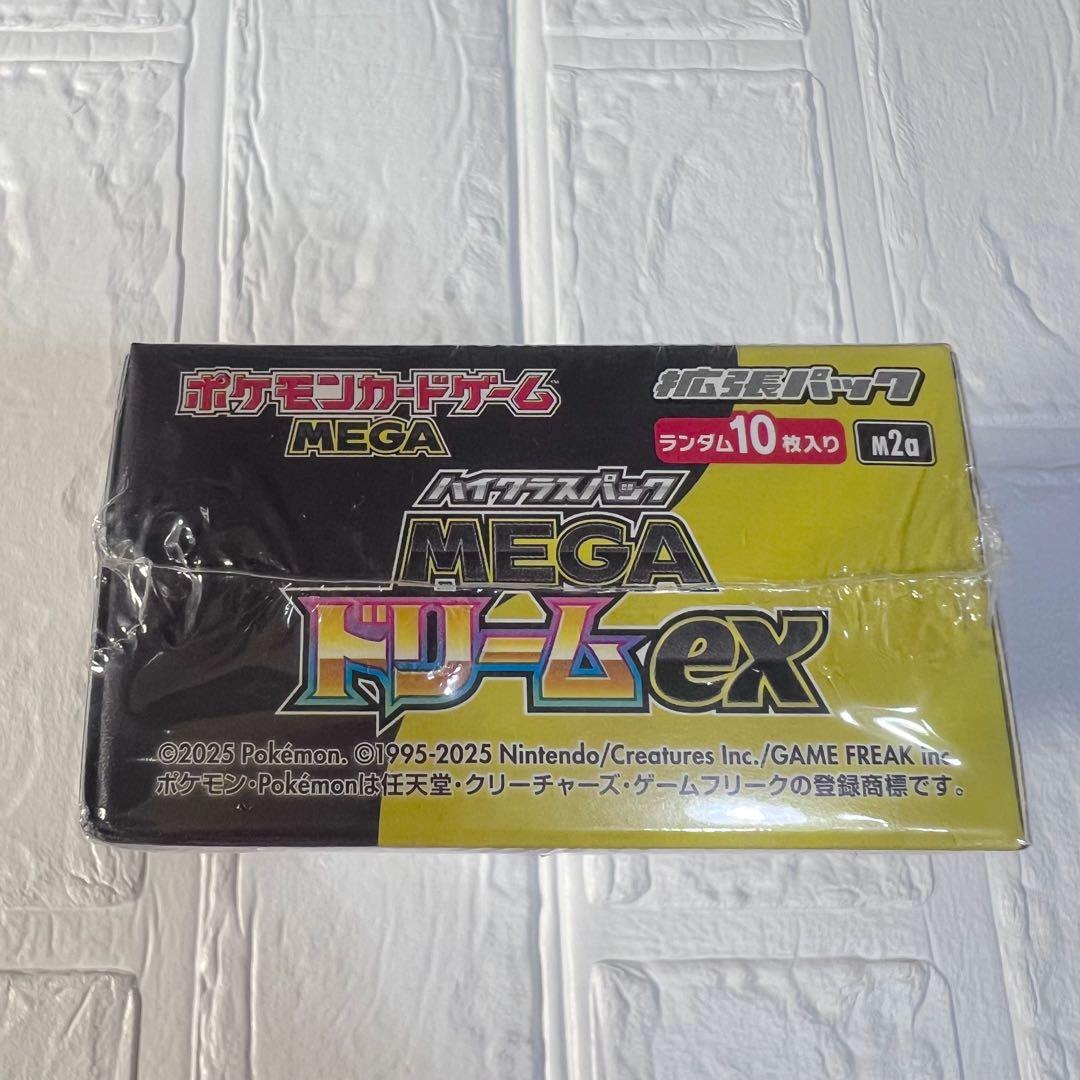 ポケモンカードゲーム™
MEGA
拡張パック
ランダム10枚入り
M2a
ハイクラスパック
MEGA
ドリームex
©2025 Pokémon. ©1995-2025 Nintendo/Creatures Inc./GAME FREAK inc.
ポケモン・Pokémonは任天堂・クリーチャーズ・ゲームフリークの登録商標です。